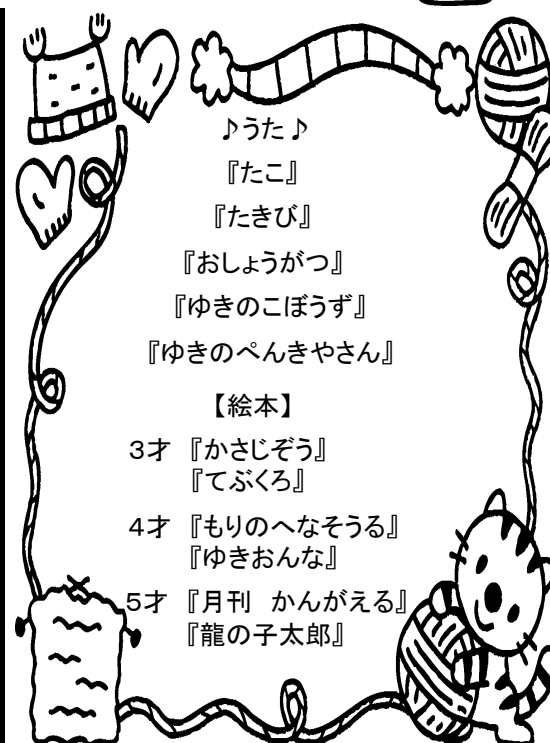 ♪うた♪
『たこ』
『たきび』
『おしょうがつ』
『ゆきのこぼうず』
『ゆきのぺんきやさん』
【絵本】
３才 『かさじぞう』
『てぶくろ』
４才 『もりのへなそうる』
『ゆきおんな』
５才 『月刊　かんがえる』
『龍の子太郎』